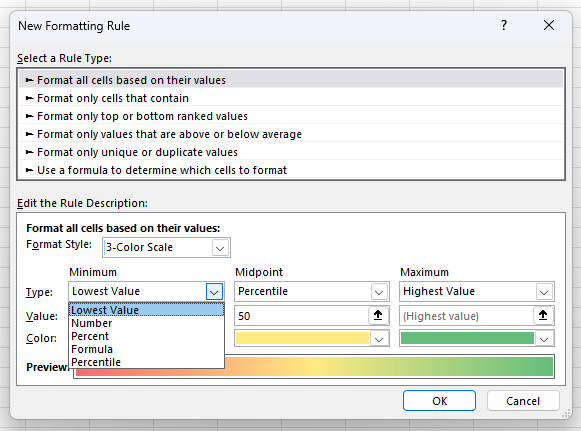 New Formatting Rule ?
Select a Rule Type:
► Format all cells based on their values
► Format only cells that contain
► Format only top or bottom ranked values
► Format only values that are above or below average
► Format only unique or duplicate values
► Use a formula to determine which cells to format
Edit the Rule Description:
Format all cells based on their values:
Format Style: 3-Color Scale
Minimum Midpoint Maximum
Type: Lowest Value Percentile Highest Value
Lowest Value
Value: Number 50 (Highest value)
Color: Percent
Formula
Percentile
Preview:
OK Cancel